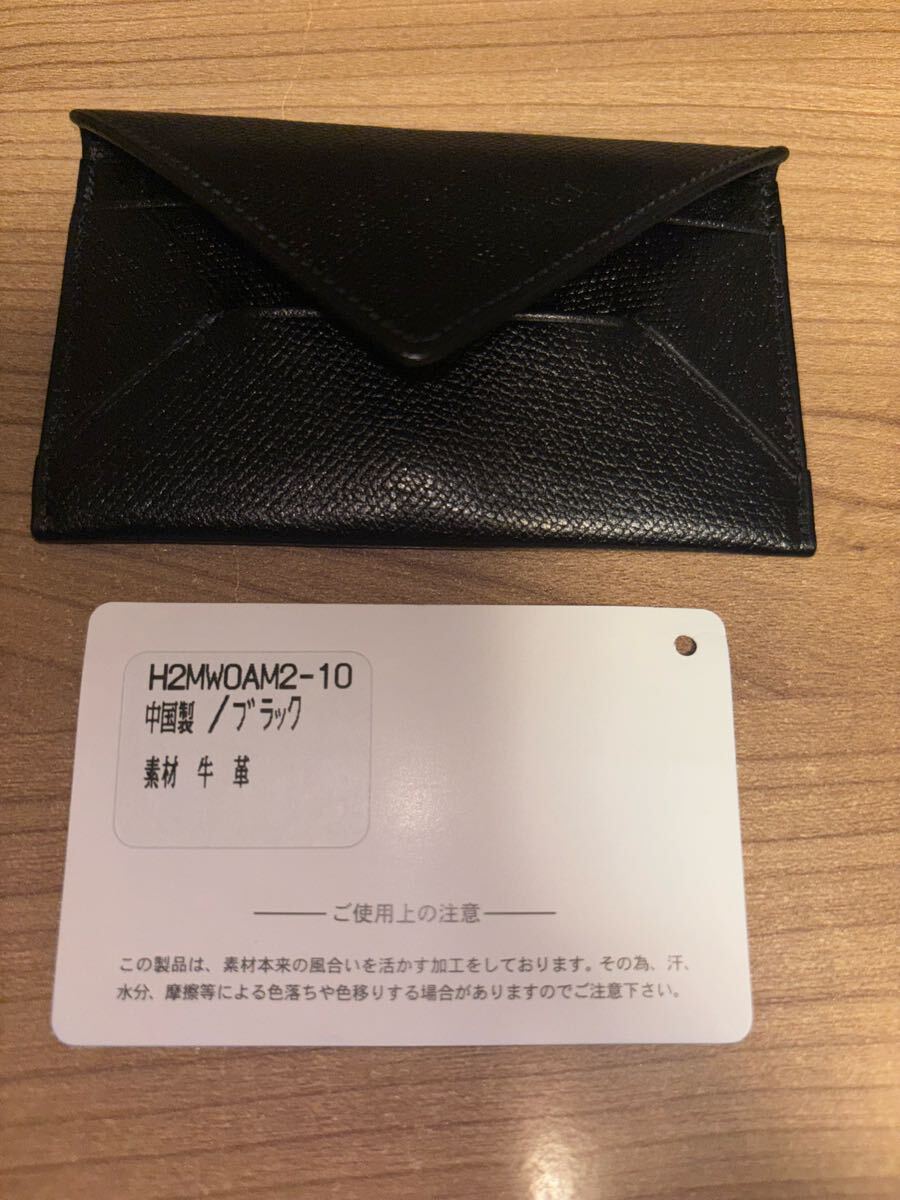 H2MW0AM2-10
中国製 /ブラック
素材 牛 革
ご使用上の注意
この製品は、素材本来の風合いを活かす加工をしております。その為、汗、
水分、摩擦等による色落ちや色移りする場合がありますのでご注意下さい。